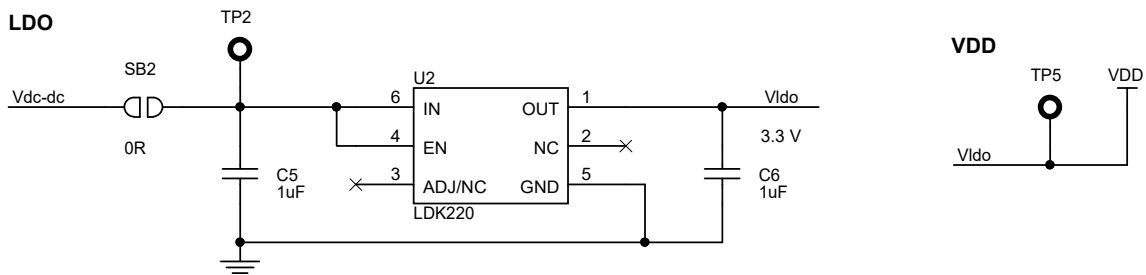 LDO
TP2
VDD
SB2
U2
TP5
VDD
Vdc-dc
6
IN
OUT
1
Vldo
0R
4
EN
NC
2
3.3 V
Vldo
C5
1uF
3
ADJ/NC
GND
5
C6
1uF
LDK220